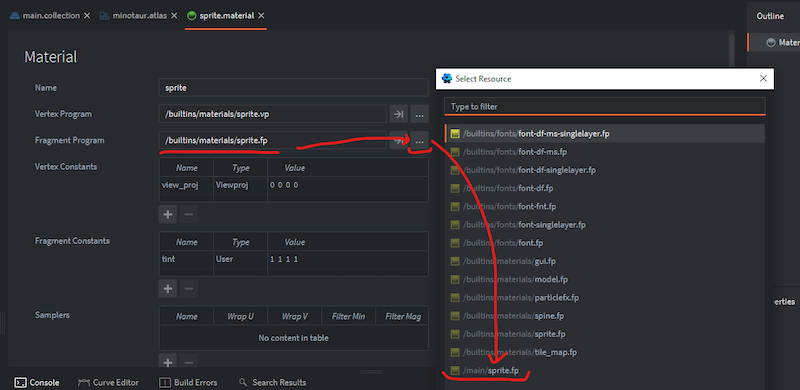 main.collection minotaur.atlas sprite.material
Outline
Mater
Material
Name sprite
Vertex Program /builtins/materials/sprite.vp ...
Fragment Program /builtins/materials/sprite.fp ...
Vertex Constants
Name Type Value
view_proj Viewproj 0 0 0 0
Fragment Constants
Name Type Value
tint User 1 1 1 1
Samplers
Name Wrap U Wrap V Filter Min Filter Mag
No content in table
Console Curve Editor Build Errors Search Results
Select Resource
Type to filter
/builtins/fonts/font-df-ms-singlelayer.fp
/builtins/fonts/font-df-ms.fp
/builtins/fonts/font-df-singlelayer.fp
/builtins/fonts/font-df.fp
/builtins/fonts/font-fnt.fp
/builtins/fonts/font-singlelayer.fp
/builtins/fonts/font.fp
/builtins/materials/gui.fp
/builtins/materials/model.fp
/builtins/materials/particlefx.fp
/builtins/materials/spine.fp
/builtins/materials/sprite.fp
/builtins/materials/tile_map.fp
/main/sprite.fp
perties